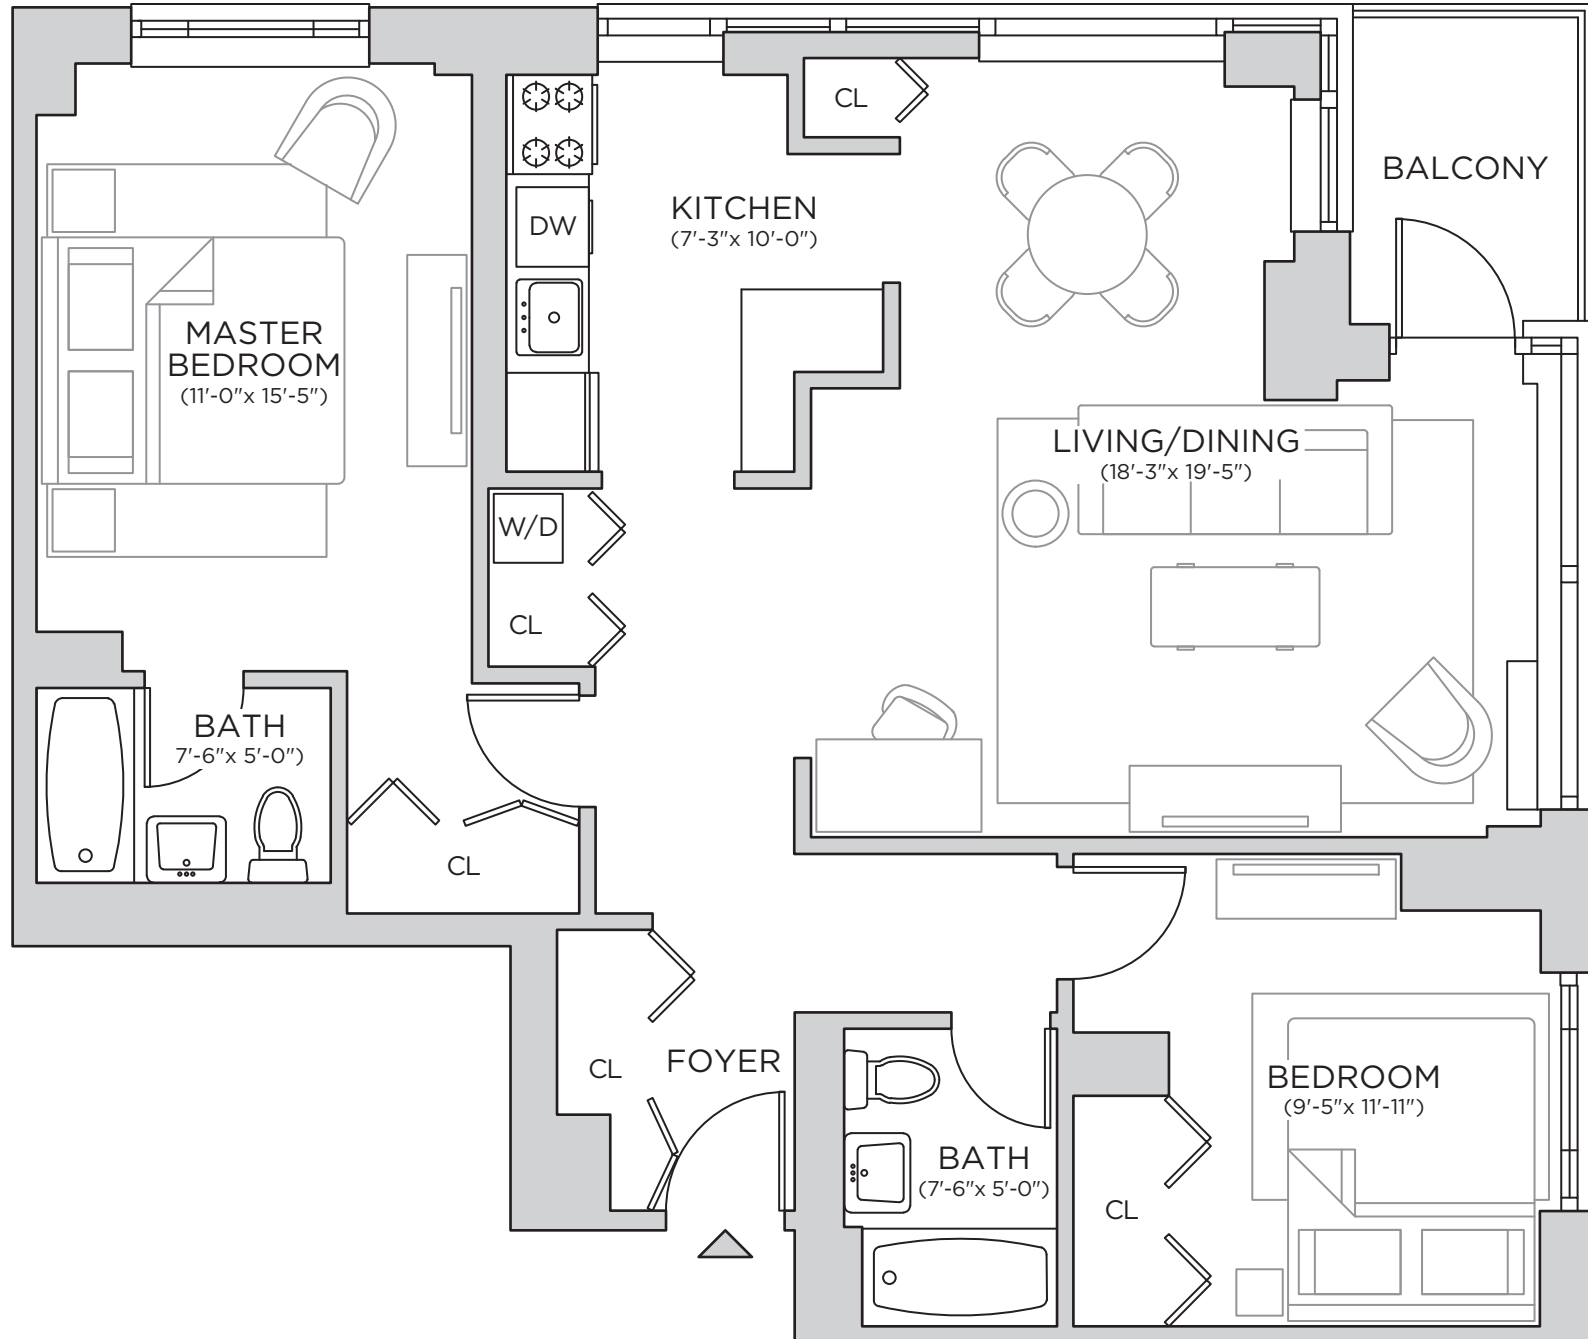 CL
BALCONY
KITCHEN
(7'-3"x 10'-0")
DW
MASTER
BEDROOM
(11'-0"x 15'-5")
LIVING/DINING
(18'-3"x 19'-5")
W/D
CL
BATH
7'-6"x 5'-0")
CL
CL
FOYER
BEDROOM
(9'-5"x 11'-11")
BATH
(7'-6"x 5'-0")
CL